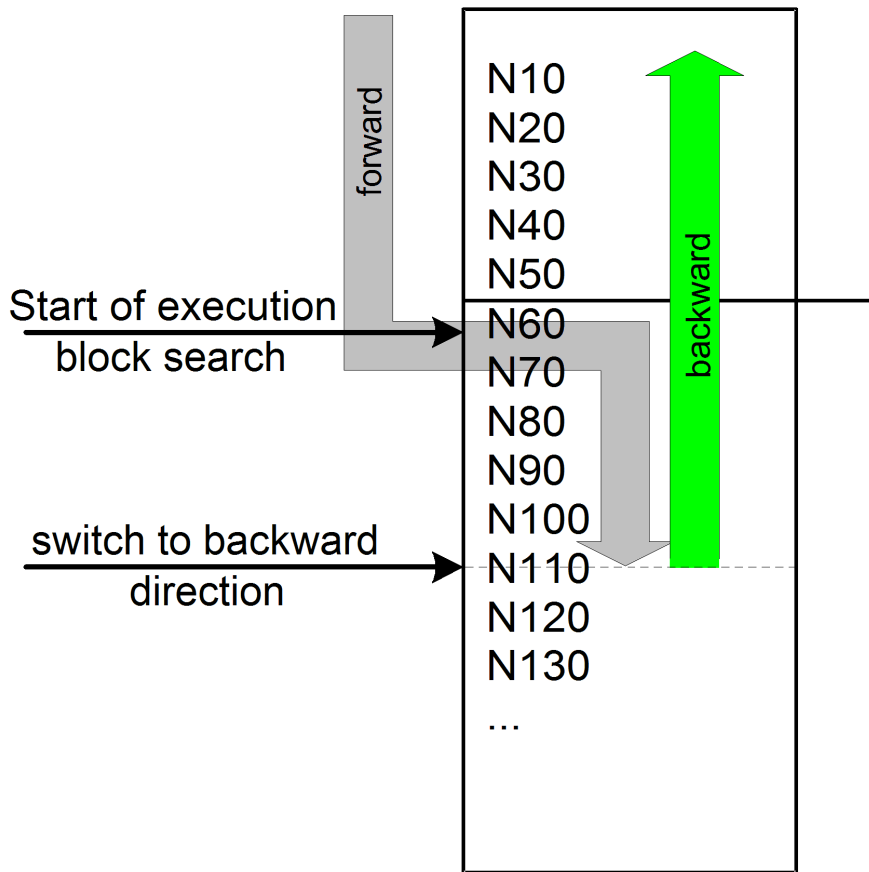 forward
N10
N20
N30
N40
N50
Start of execution
block search
N60
N70
N80
N90
N100
backward
switch to backward
direction
N110
N120
N130
...